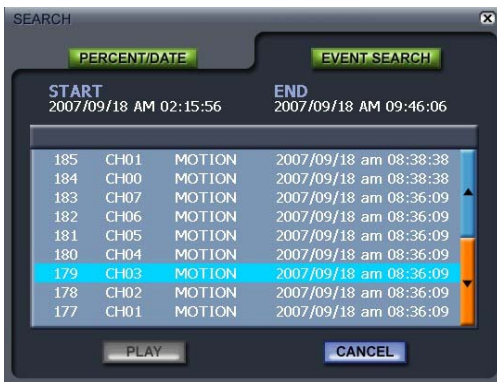 SEARCH
PERCENT/DATE EVENT SEARCH
START END
2007/09/18 AM 02:15:56 2007/09/18 AM 09:46:06
185 CH01 MOTION 2007/09/18 am 08:38:38
184 CH00 MOTION 2007/09/18 am 08:38:38
183 CH07 MOTION 2007/09/18 am 08:36:09
182 CH06 MOTION 2007/09/18 am 08:36:09
181 CH05 MOTION 2007/09/18 am 08:36:09
180 CH04 MOTION 2007/09/18 am 08:36:09
179 CH03 MOTION 2007/09/18 am 08:36:09
178 CH02 MOTION 2007/09/18 am 08:36:09
177 CH01 MOTION 2007/09/18 am 08:36:09
PLAY CANCEL